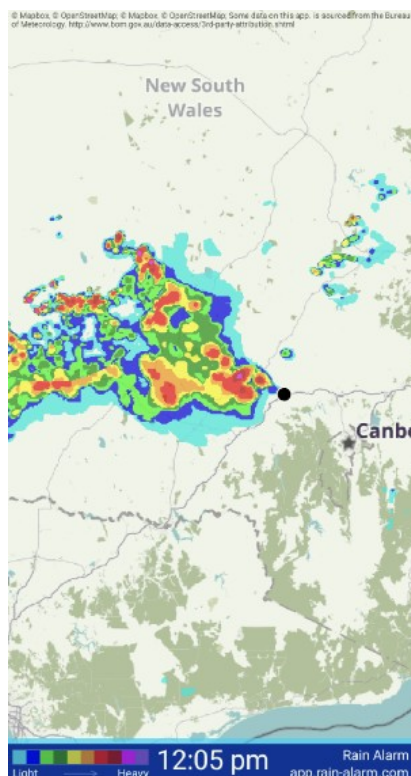 © Mapbox, © OpenStreetMap, © Mapbox, © OpenStreetMap, Some data on this app. is sourced from the Bureau
of Meteorology. http://www.bom.gov.au/data-access/3rd-party-attribution.shtml
New South
Wales
Canbe
12:05 pm
Rain Alarm
Light
Heavy
app.rain-alarm.com